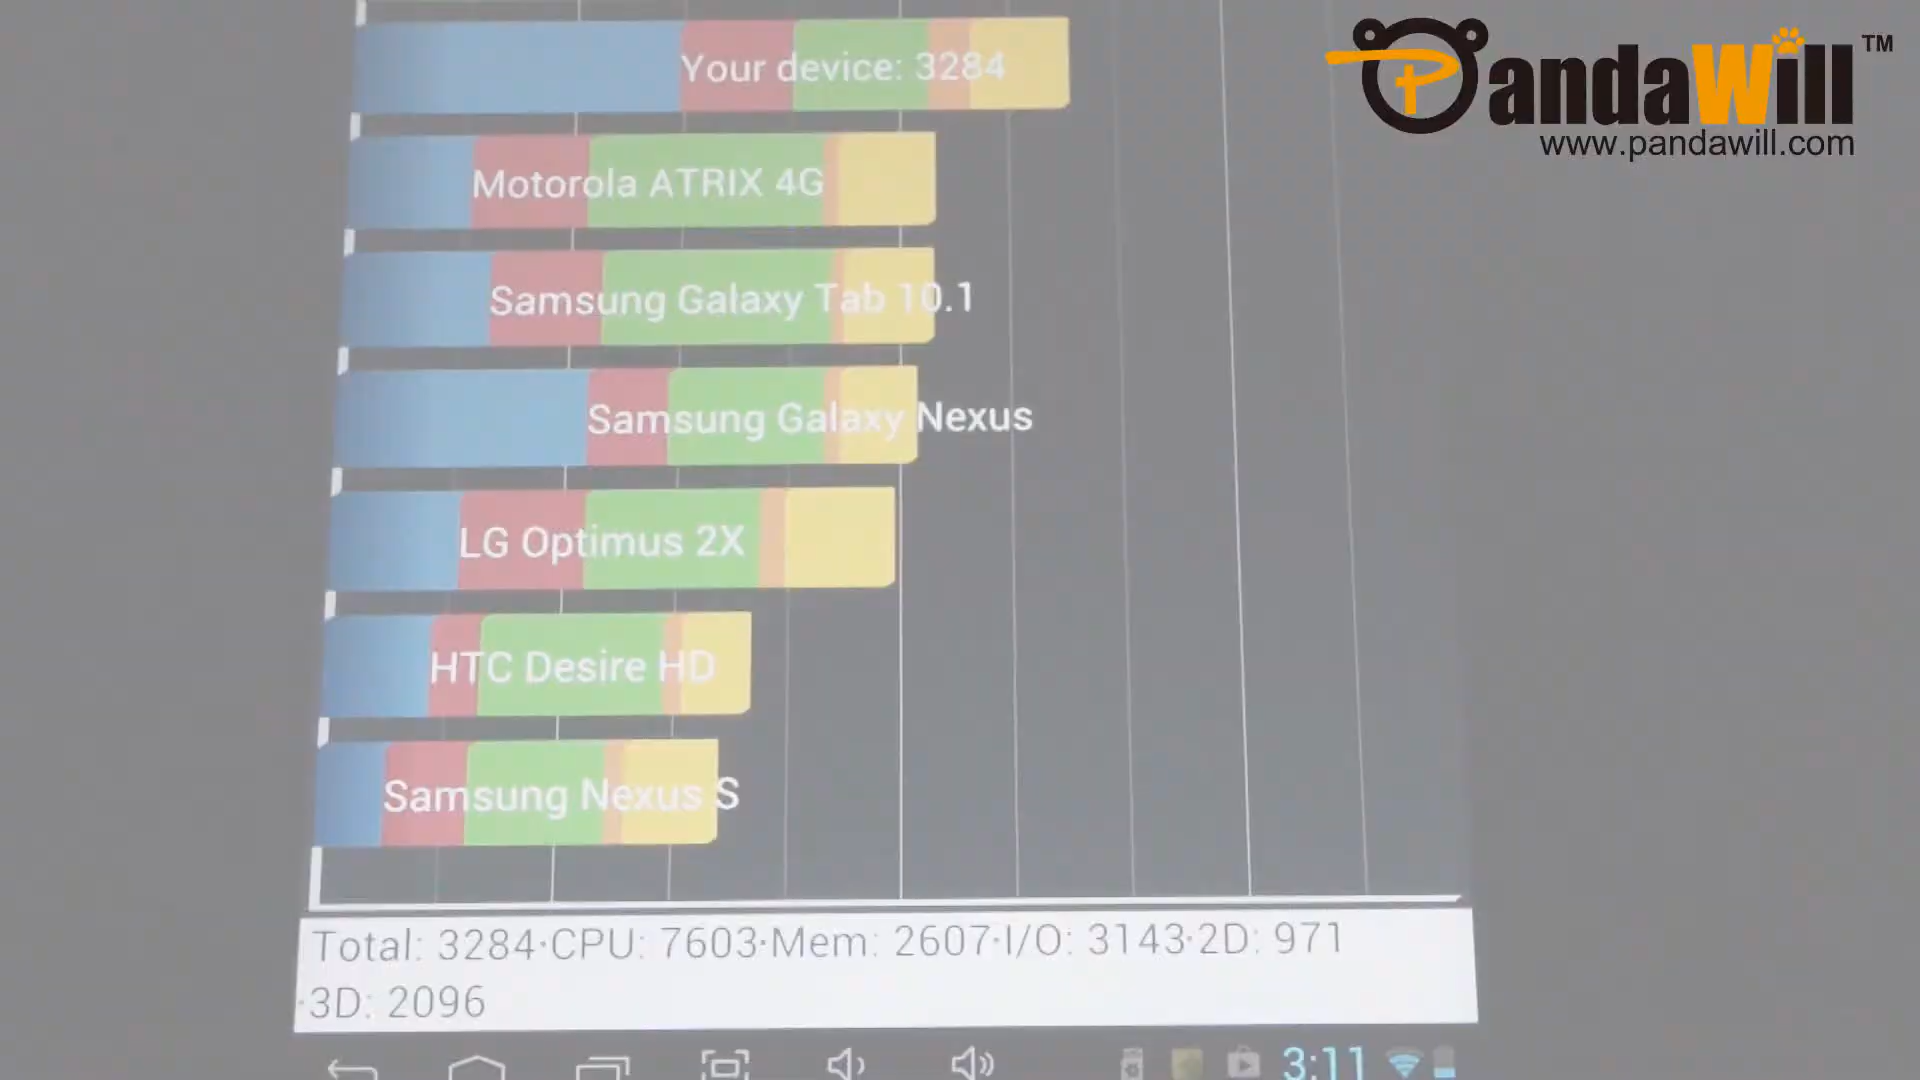 PandaWill™
www.pandawill.com
Your device: 3284
Motorola ATRIX 4G
Samsung Galaxy Tab 10.1
Samsung Galaxy Nexus
LG Optimus 2X
HTC Desire HD
Samsung Nexus S
Total: 3284·CPU: 7603·Mem: 2607·I/O: 3143·2D: 971
·3D: 2096
3:11